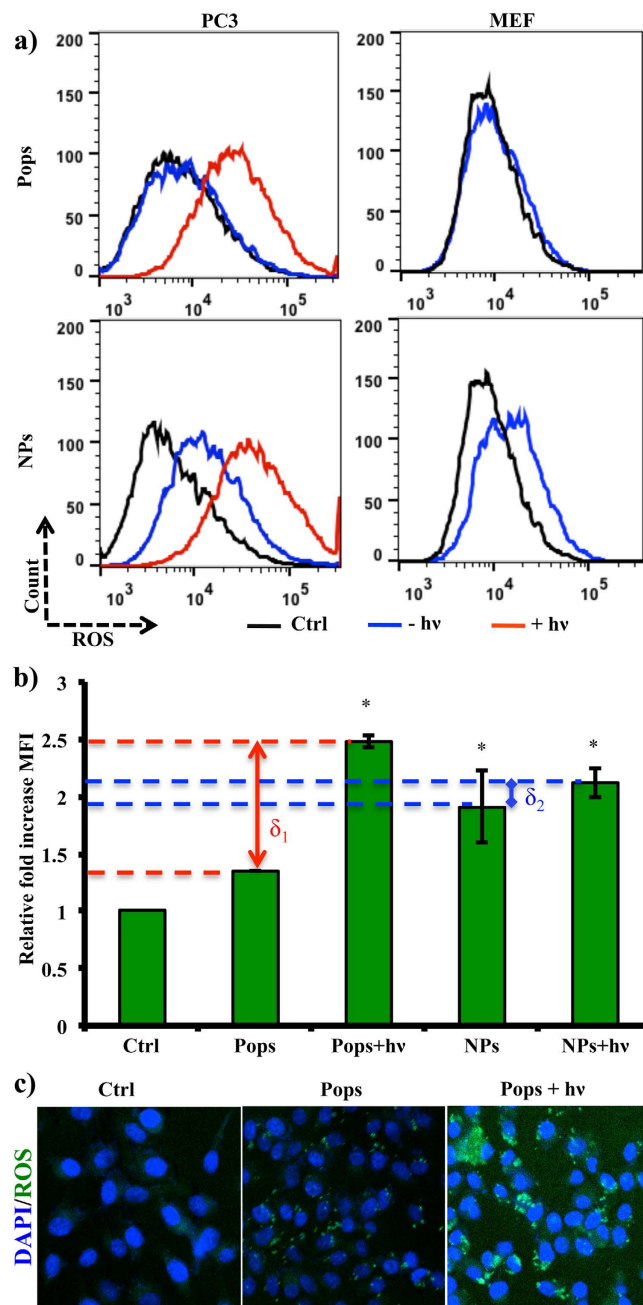 PC3 MEF
a)
200 200
150 150
100 100
50 50
0 0
Pops
10³ 10⁴ 10⁵ 10³ 10⁴ 10⁵
200 200
150 150
100 100
50 50
0 0
NPs
10³ 10⁴ 10⁵ 10³ 10⁴ 10⁵
Count
ROS
Ctrl - hν + hν
b)
Relative fold increase MFI
3
2.5
2
1.5
1
0.5
0
* * *
δ₁ δ₂
Ctrl Pops Pops+hν NPs NPs+hν
c)
Ctrl Pops Pops + hν
DAPI/ROS